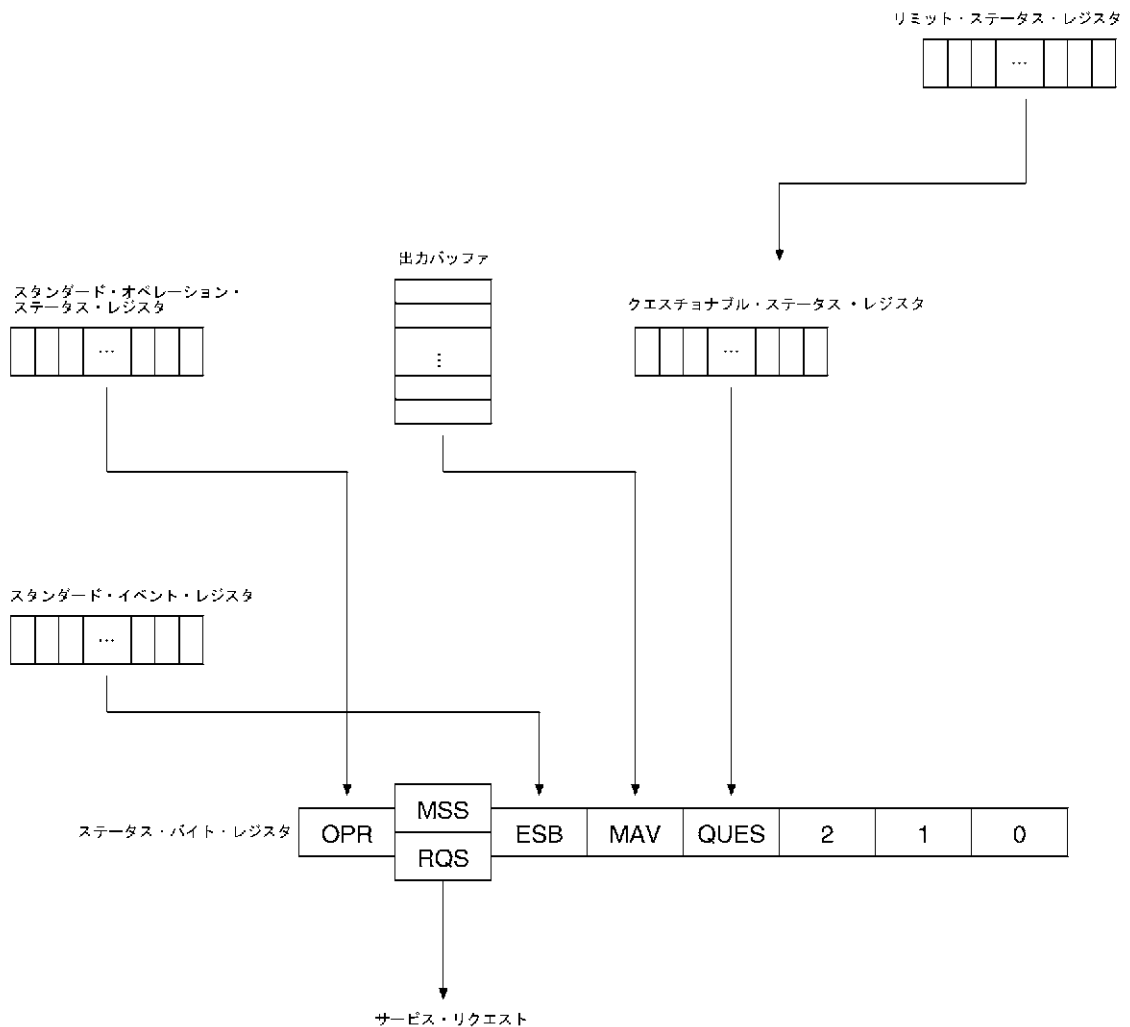 リミット・ステータス・レジスタ
…
出力バッファ
⋮
スタンダード・オペレーション・
ステータス・レジスタ
…
クエスチョナブル・ステータス・レジスタ
…
スタンダード・イベント・レジスタ
…
ステータス・バイト・レジスタ
OPR
MSS
RQS
ESB
MAV
QUES
2
1
0
サービス・リクエスト